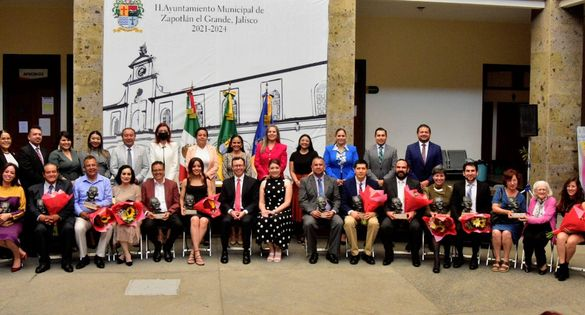 H. Ayuntamiento Municipal de
Zapotlán el Grande, Jalisco
2021-2024